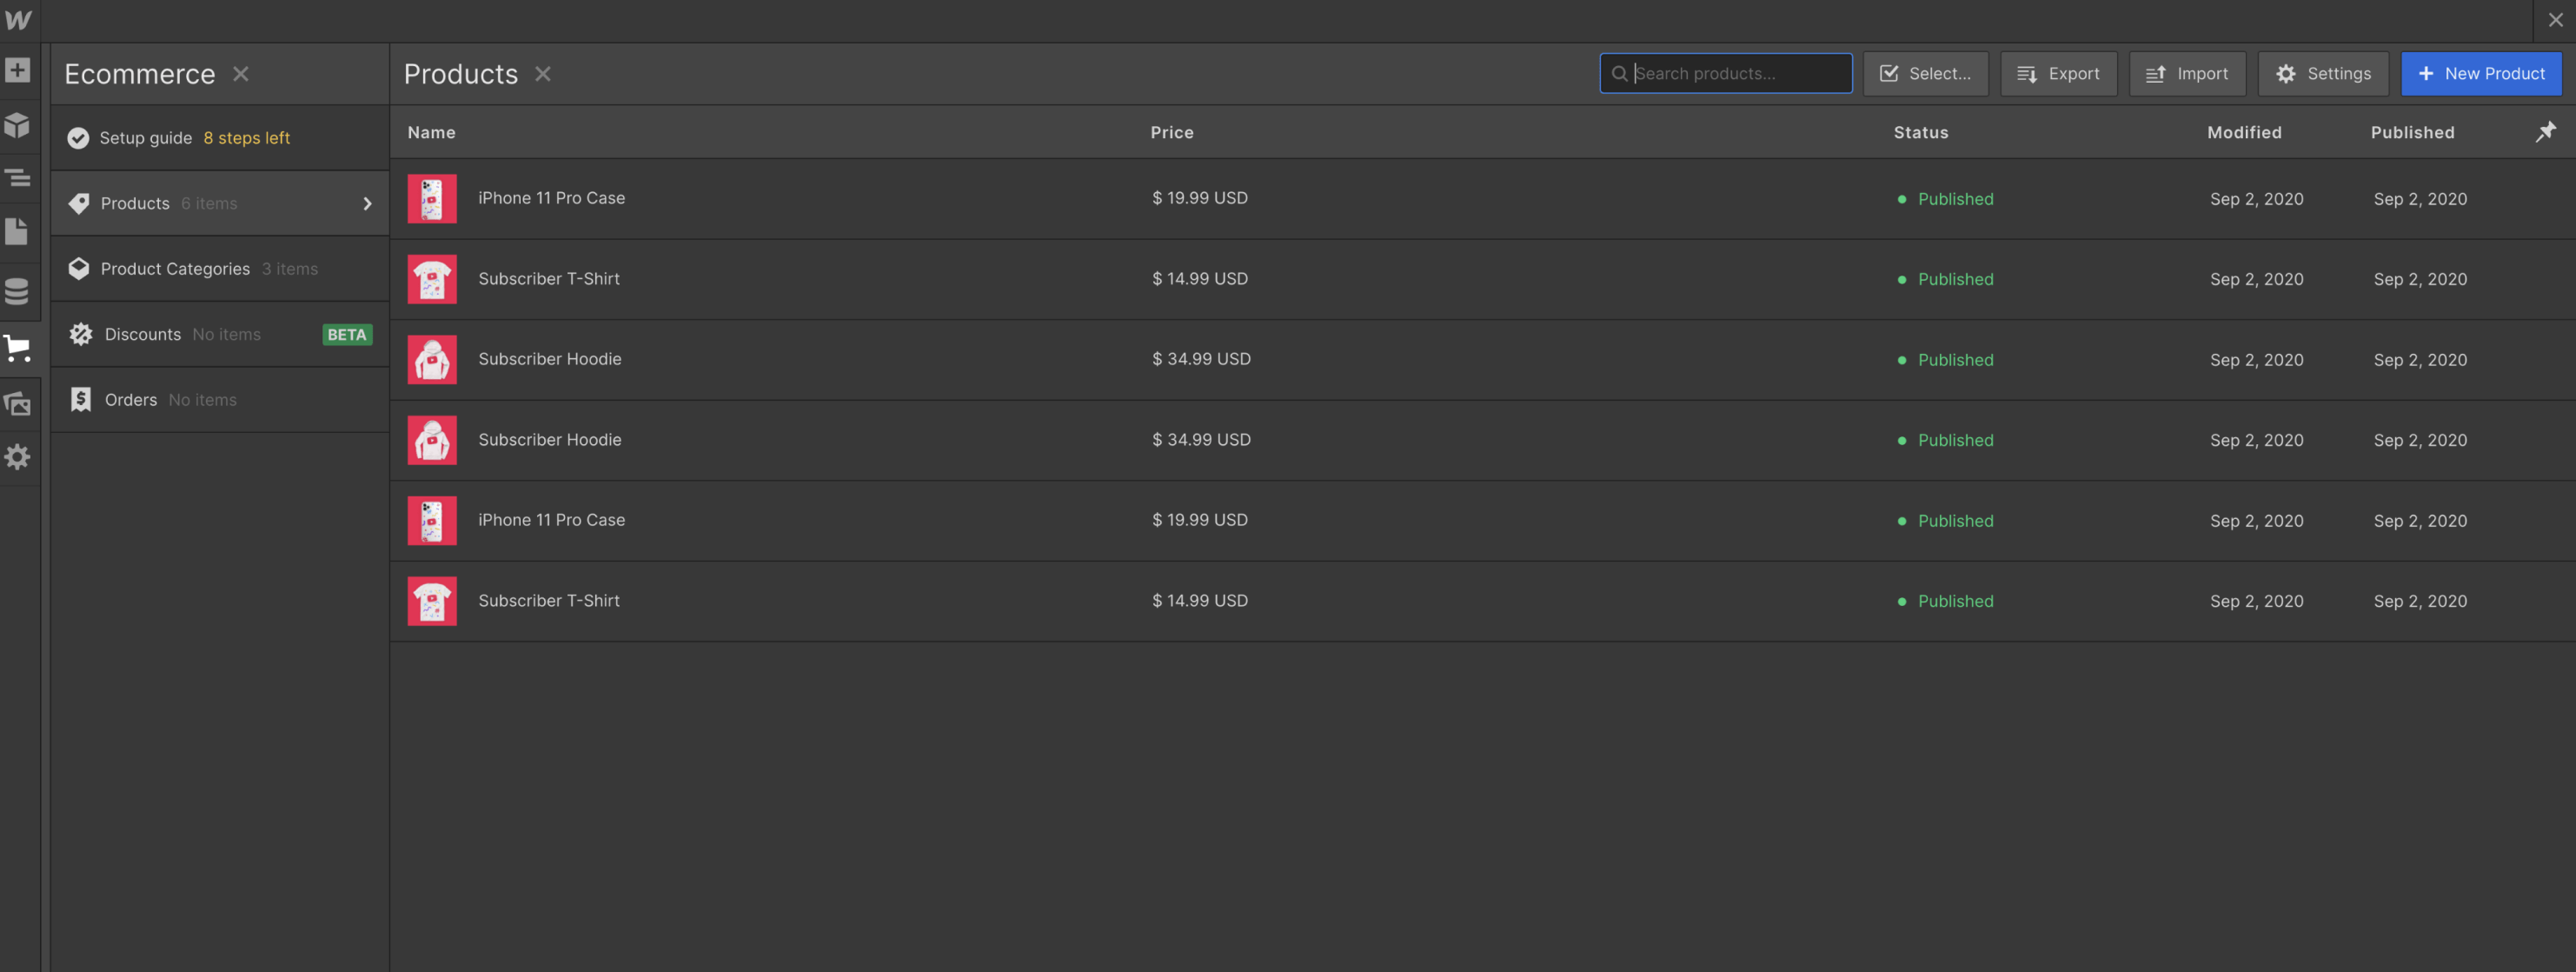 Ecommerce
Products
Search products...
Select...
Export
Import
Settings
New Product
Setup guide 8 steps left
Products 6 items
Product Categories 3 items
Discounts No items BETA
Orders No items
Name Price Status Modified Published
iPhone 11 Pro Case $ 19.99 USD Published Sep 2, 2020 Sep 2, 2020
Subscriber T-Shirt $ 14.99 USD Published Sep 2, 2020 Sep 2, 2020
Subscriber Hoodie $ 34.99 USD Published Sep 2, 2020 Sep 2, 2020
Subscriber Hoodie $ 34.99 USD Published Sep 2, 2020 Sep 2, 2020
iPhone 11 Pro Case $ 19.99 USD Published Sep 2, 2020 Sep 2, 2020
Subscriber T-Shirt $ 14.99 USD Published Sep 2, 2020 Sep 2, 2020